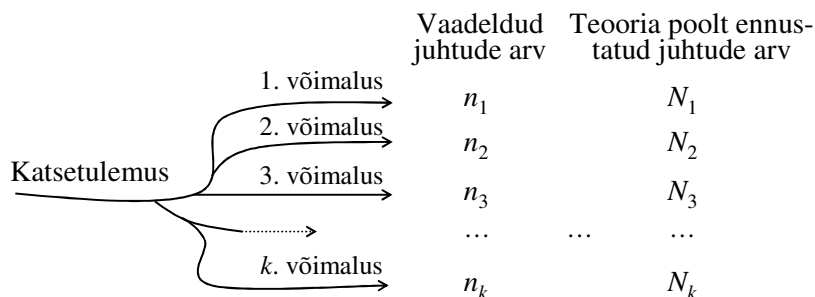 Vaadeldud juhtude arv
Teooria poolt ennus-
tatud juhtude arv
1. võimalus n₁ N₁
2. võimalus n₂ N₂
Katsetulemus
3. võimalus n₃ N₃
... ... ...
k. võimalus nₖ Nₖ